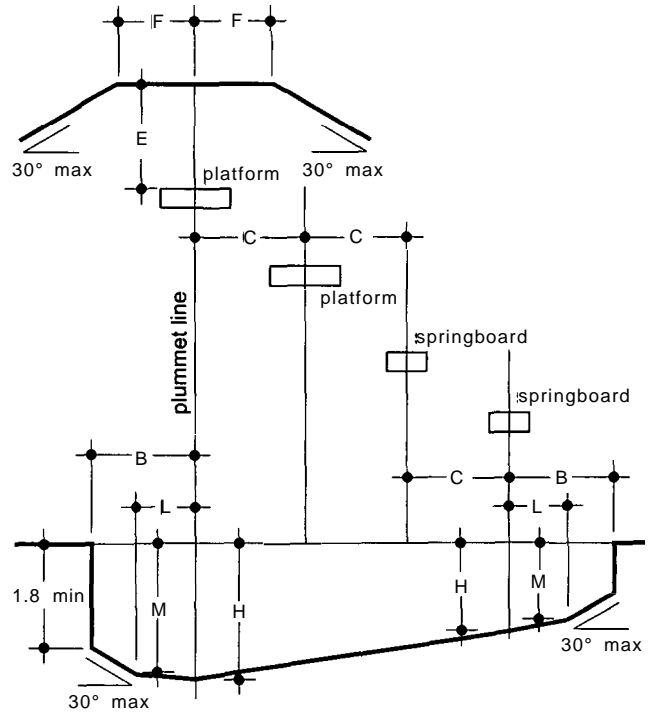 F F
E
30° max 30° max
platform
C C
platform
plummet line
springboard
springboard
B
C B
L L
1.8 min
M H H M
30° max
30° max